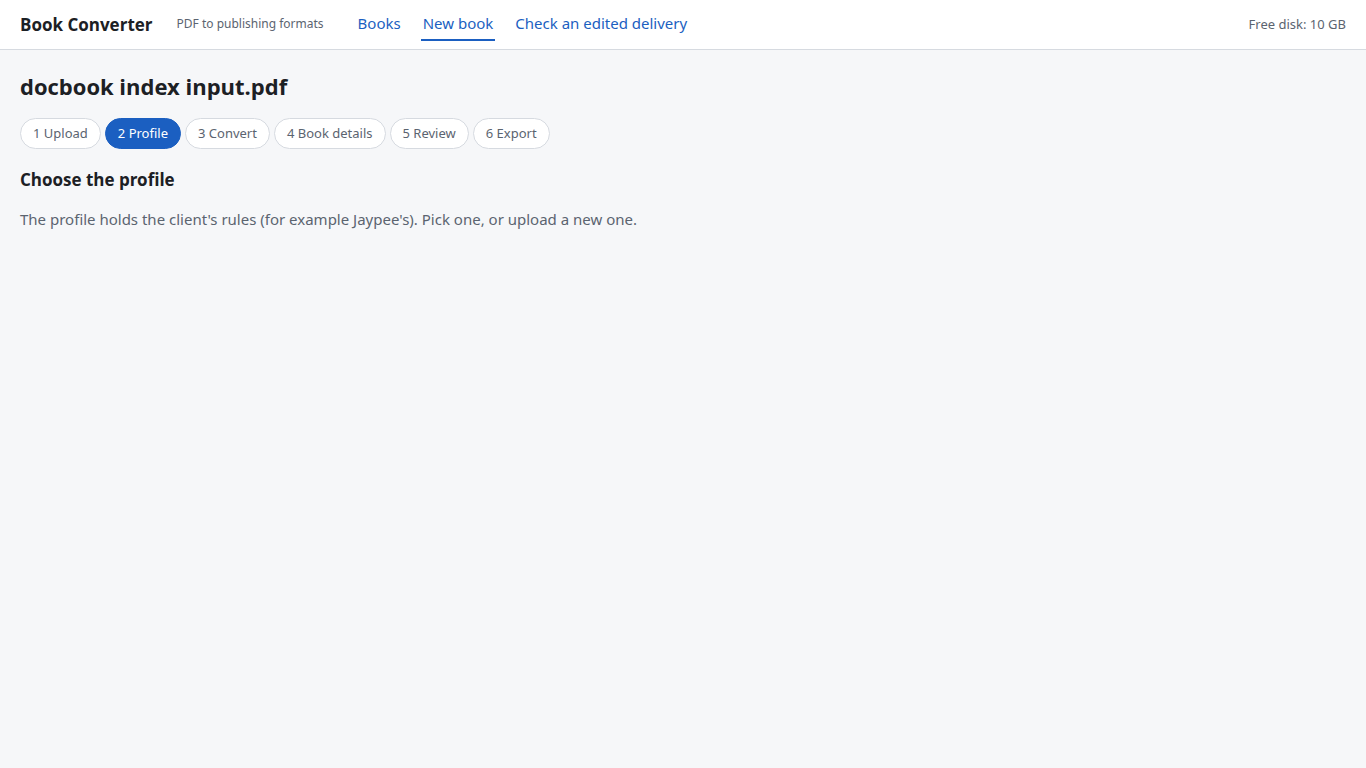 Book Converter PDF to publishing formats Books New book Check an edited delivery Free disk: 10 GB
docbook index input.pdf
1 Upload 2 Profile 3 Convert 4 Book details 5 Review 6 Export
Choose the profile
The profile holds the client's rules (for example Jaypee's). Pick one, or upload a new one.